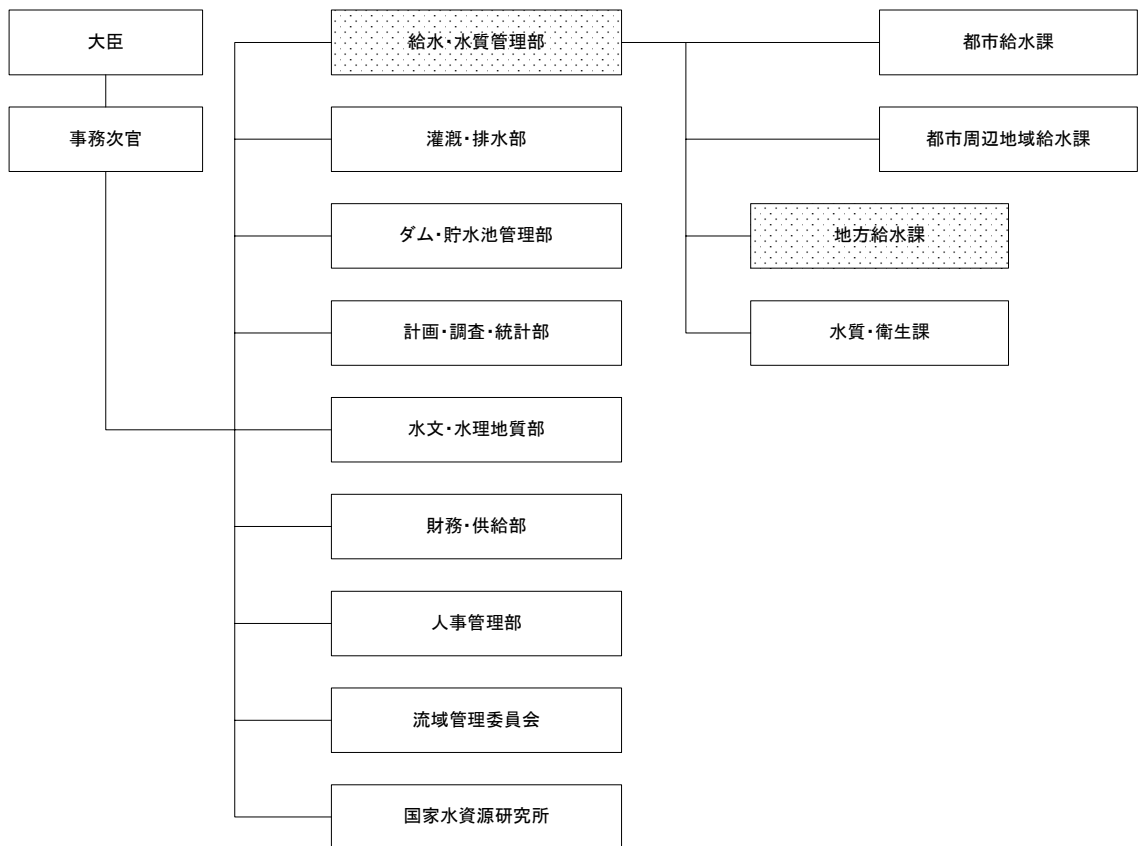 大臣
事務次官
給水・水質管理部
灌漑・排水部
ダム・貯水池管理部
計画・調査・統計部
水文・水理地質部
財務・供給部
人事管理部
流域管理委員会
国家水資源研究所
都市給水課
都市周辺地域給水課
地方給水課
水質・衛生課